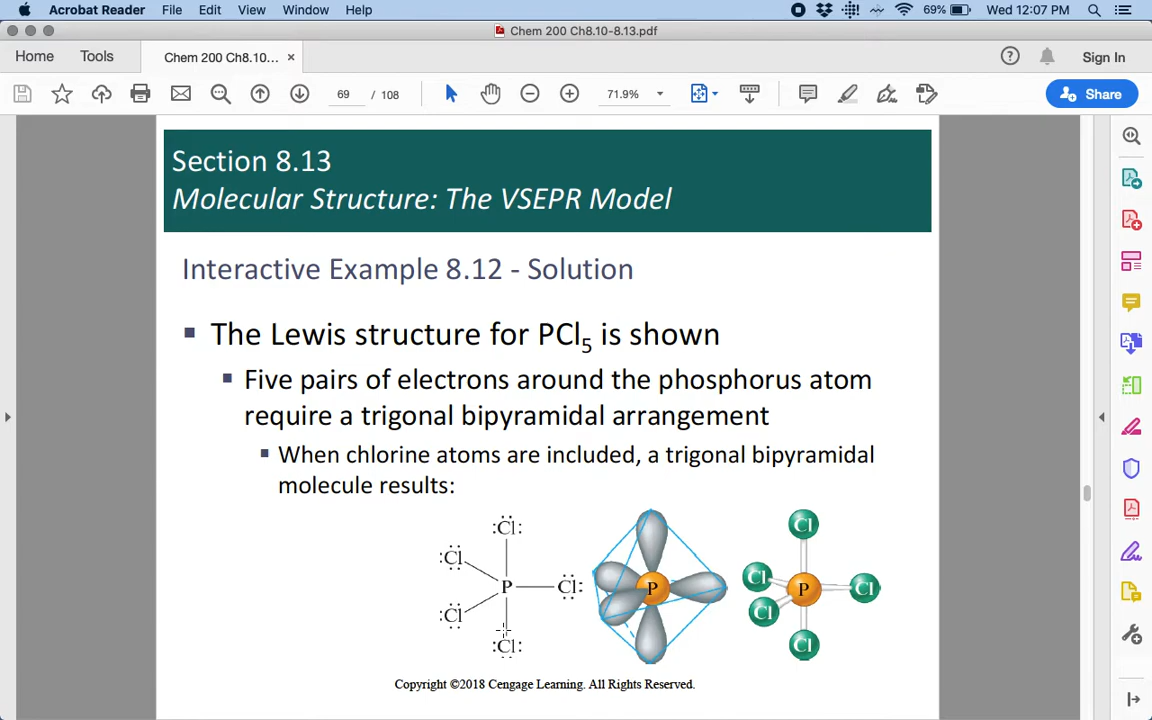 Acrobat Reader File Edit View Window Help 69% Wed 12:07 PM
Chem 200 Ch8.10-8.13.pdf
Home Tools Chem 200 Ch8.10... × ? Sign In
69 / 108 71.9% Share
Section 8.13
Molecular Structure: The VSEPR Model
Interactive Example 8.12 - Solution
▪ The Lewis structure for PCl₅ is shown
▪ Five pairs of electrons around the phosphorus atom
require a trigonal bipyramidal arrangement
▪ When chlorine atoms are included, a trigonal bipyramidal
molecule results:
:Cl: Cl
:Cl Cl
P Cl: P P Cl
:Cl Cl
:Cl: Cl
Copyright ©2018 Cengage Learning. All Rights Reserved.